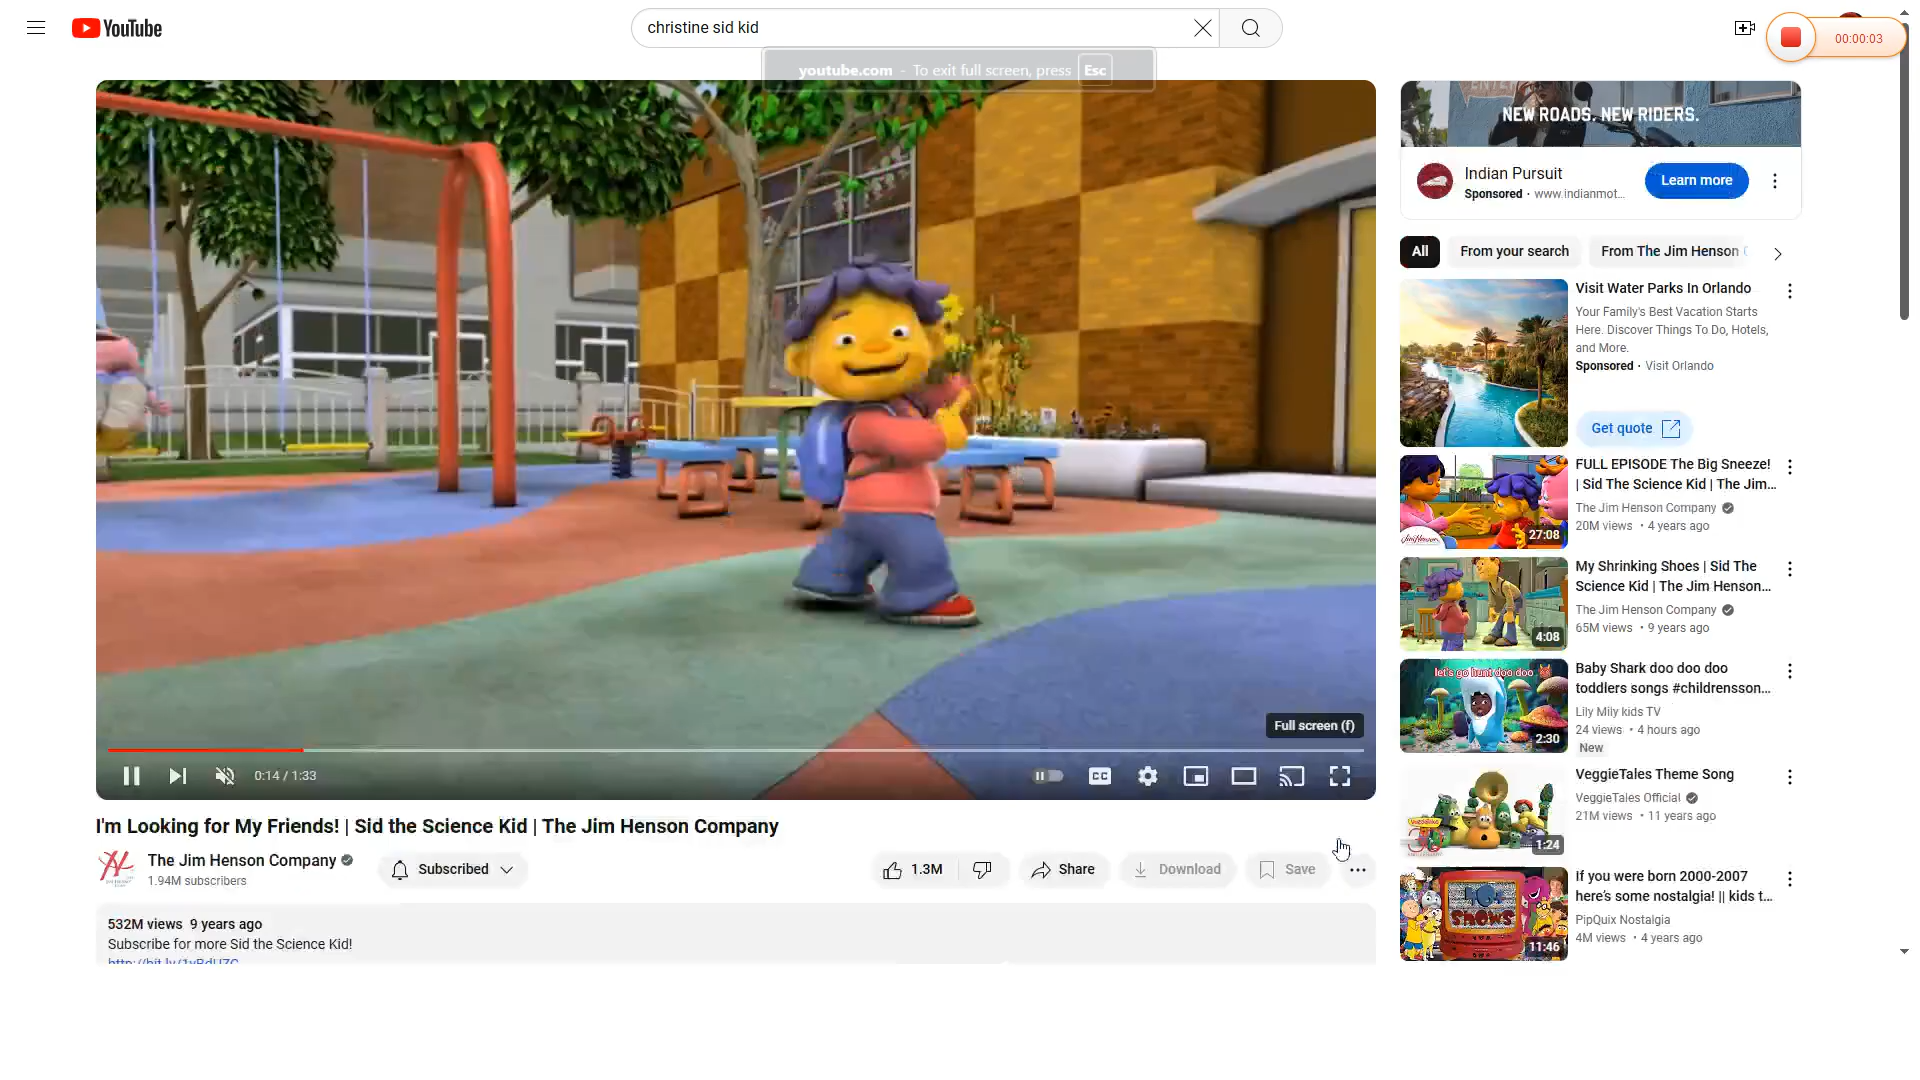 YouTube
christine sid kid
00:00:03
youtube.com - To exit full screen, press Esc
Full screen (f)
0:14 / 1:33
CC
I'm Looking for My Friends! | Sid the Science Kid | The Jim Henson Company
The Jim Henson Company
1.94M subscribers
Subscribed
1.3M
Share
Download
Save
532M views 9 years ago
Subscribe for more Sid the Science Kid!
NEW ROADS. NEW RIDERS.
Indian Pursuit
Sponsored · www.indianmot...
Learn more
All
From your search
From The Jim Henson
Visit Water Parks In Orlando
Your Family's Best Vacation Starts
Here. Discover Things To Do, Hotels,
and More.
Sponsored · Visit Orlando
Get quote
FULL EPISODE The Big Sneeze!
| Sid The Science Kid | The Jim...
The Jim Henson Company
20M views • 4 years ago
27:08
My Shrinking Shoes | Sid The
Science Kid | The Jim Henson...
The Jim Henson Company
65M views • 9 years ago
4:08
let's go hunt doo doo
Baby Shark doo doo doo
toddlers songs #childrensson...
Lily Mily kids TV
24 views • 4 hours ago
New
2:30
VeggieTales Theme Song
VeggieTales Official
21M views • 11 years ago
1:24
If you were born 2000-2007
here's some nostalgia! || kids t...
PipQuix Nostalgia
4M views • 4 years ago
SHOWS
11:46